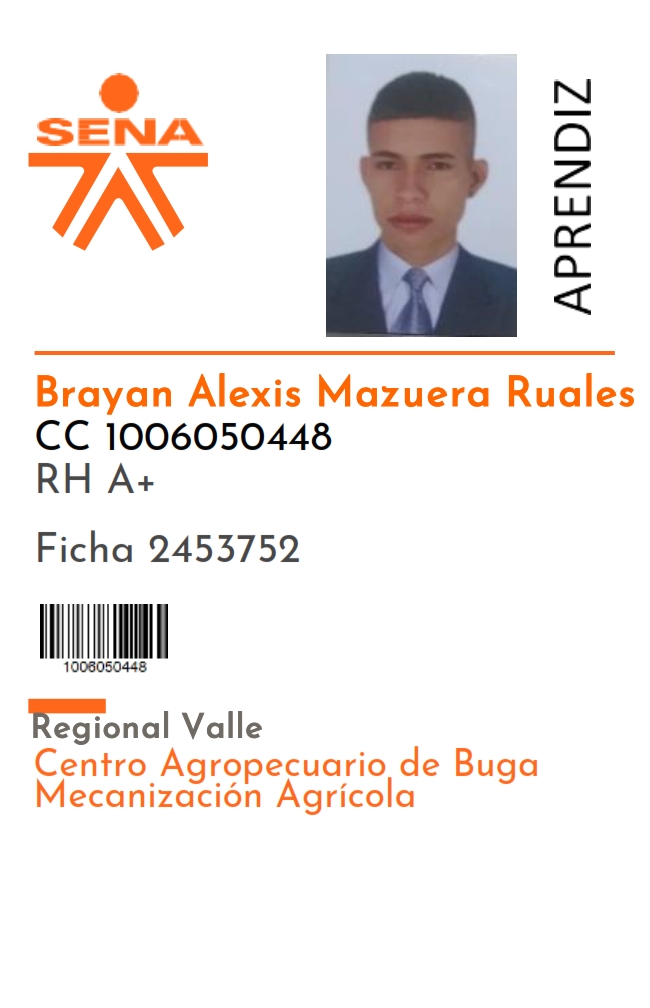 SENA
APRENDIZ
Brayan Alexis Mazuera Ruales
CC 1006050448
RH A+
Ficha 2453752
1006050448
Regional Valle
Centro Agropecuario de Buga
Mecanización Agrícola